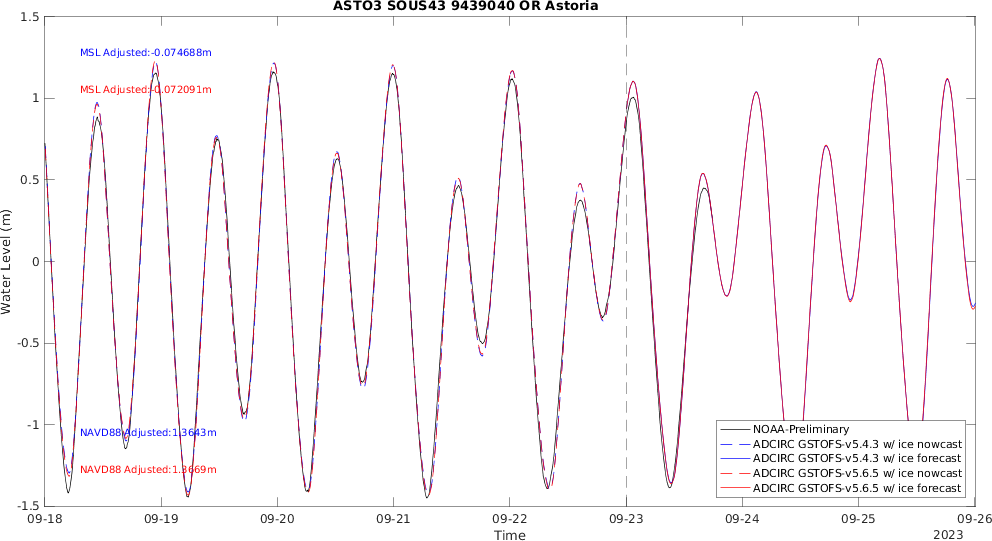 ASTO3 SOUS43 9439040 OR Astoria
1.5
MSL Adjusted:-0.074688m
1
MSL Adjusted:-0.072091m
0.5
0
-0.5
-1
NAVD88 Adjusted:1.3643m
NAVD88 Adjusted:1.3669m
-1.5
Water Level (m)
NOAA-Preliminary
ADCIRC GSTOFS-v5.4.3 w/ ice nowcast
ADCIRC GSTOFS-v5.4.3 w/ ice forecast
ADCIRC GSTOFS-v5.6.5 w/ ice nowcast
ADCIRC GSTOFS-v5.6.5 w/ ice forecast
09-18 09-19 09-20 09-21 09-22 09-23 09-24 09-25 09-26
Time
2023